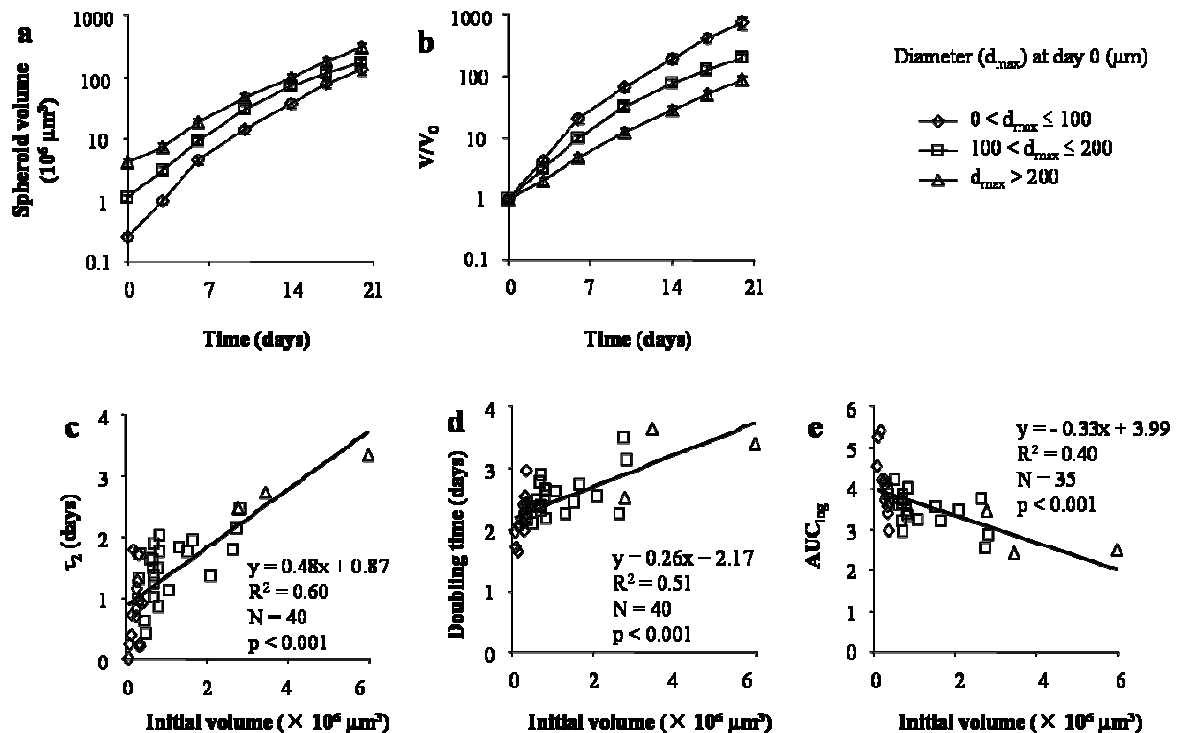 a
Spheroid volume
(10⁶ μm³)
1000
100
10
1
0.1
0
7
14
21
Time (days)
b
V/V₀
1000
100
10
1
0.1
0
7
14
21
Time (days)
Diameter (dmax) at day 0 (μm)
0 < dmax ≤ 100
100 < dmax ≤ 200
dmax > 200
c
τ₂ (days)
4
3
2
1
0
y = 0.48x + 0.87
R² = 0.60
N = 40
p < 0.001
0
2
4
6
Initial volume (× 10⁶ μm³)
d
Doubling time (days)
4
3
2
1
0
y = 0.26x – 2.17
R² = 0.51
N = 40
p < 0.001
0
2
4
6
Initial volume (× 10⁶ μm³)
e
AUClog
6
5
4
3
2
1
0
y = - 0.33x + 3.99
R² = 0.40
N = 35
p < 0.001
0
2
4
6
Initial volume (× 10⁶ μm³)